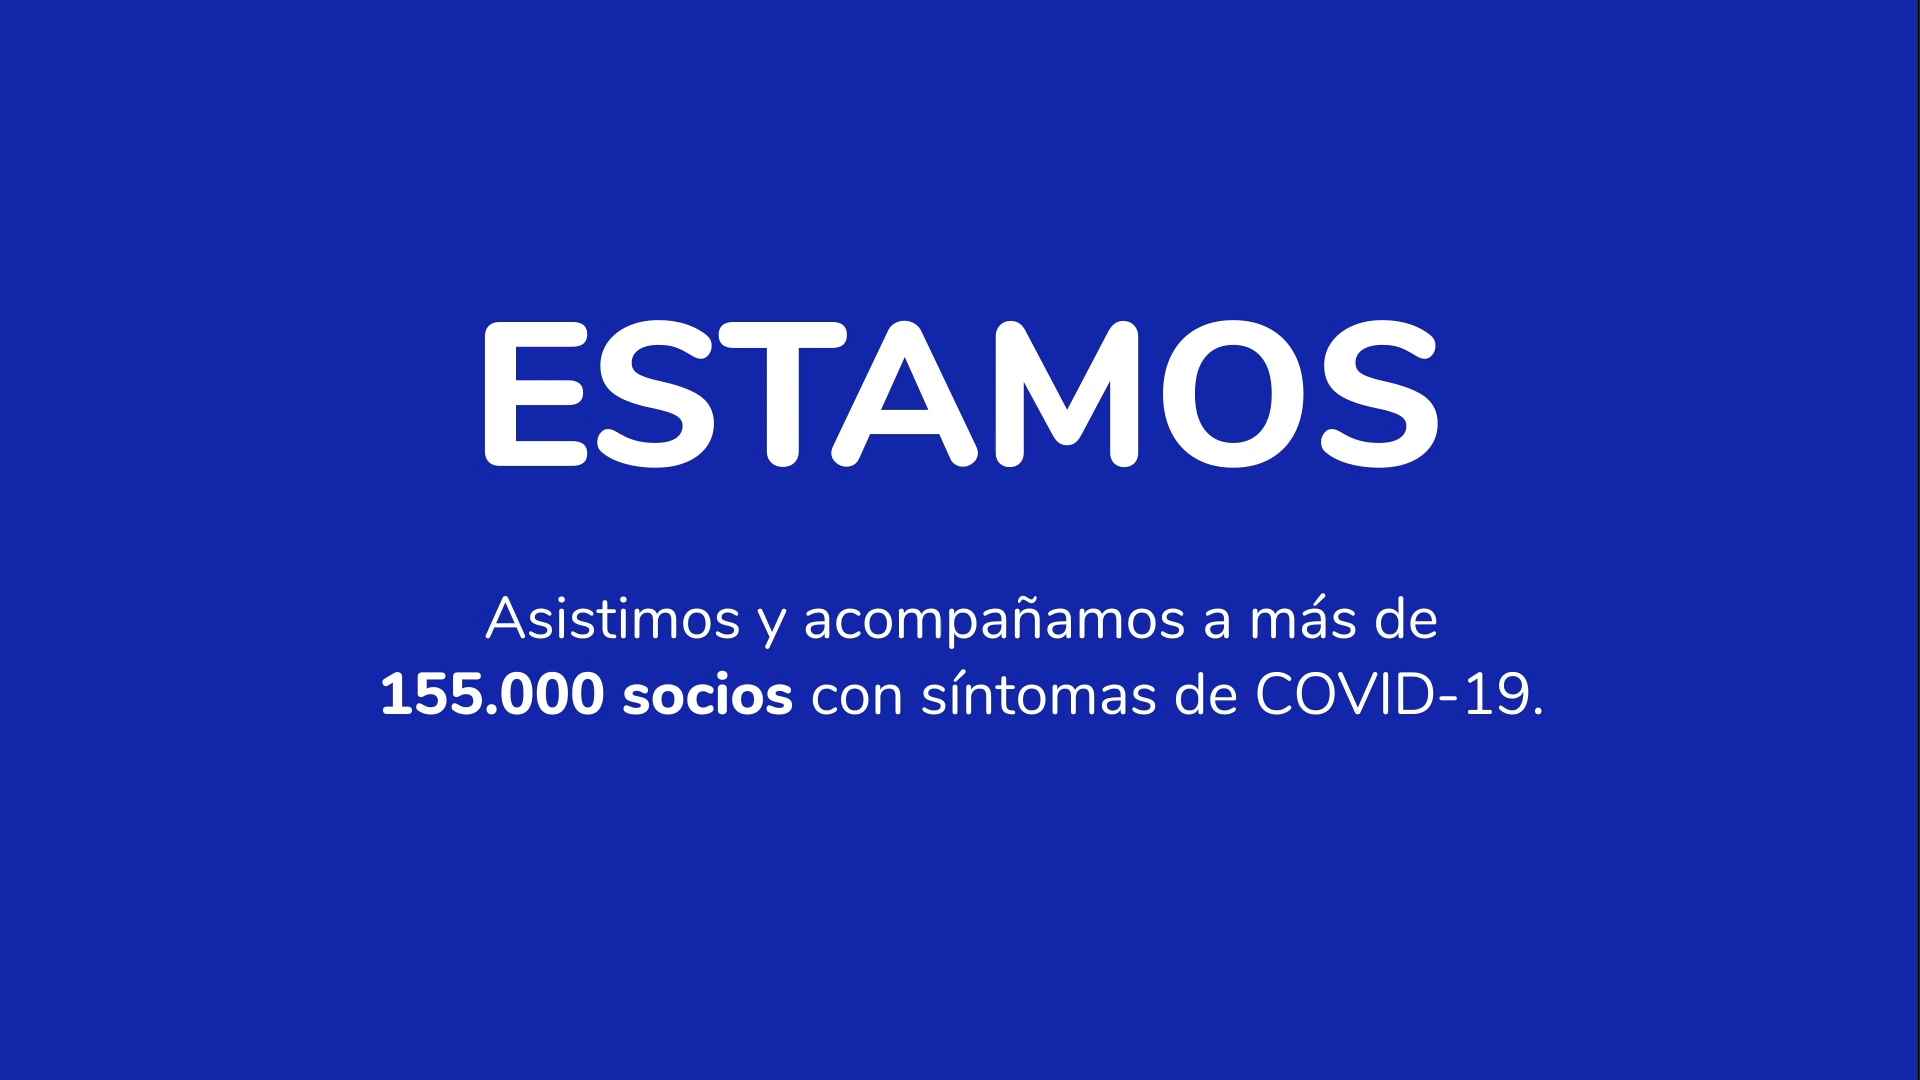 ESTAMOS
Asistimos y acompañamos a más de
155.000 socios con síntomas de COVID-19.